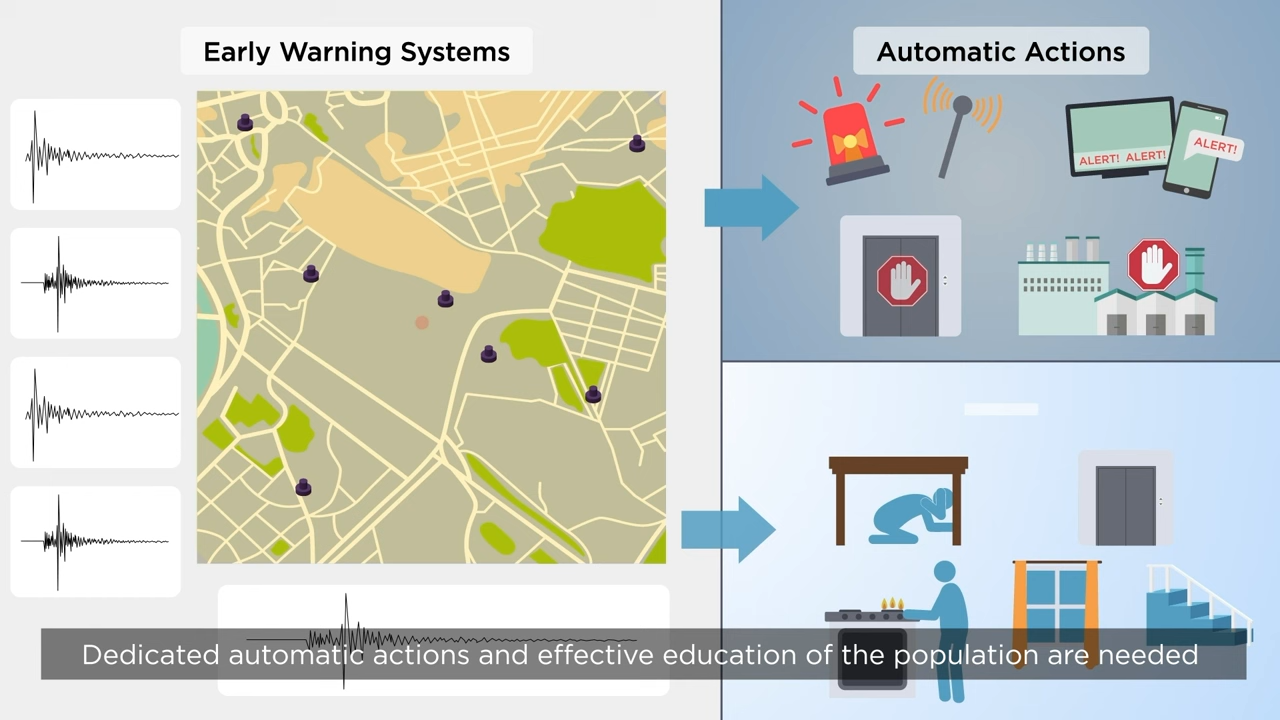 Early Warning Systems
Automatic Actions
ALERT! ALERT!
ALERT!
Dedicated automatic actions and effective education of the population are needed